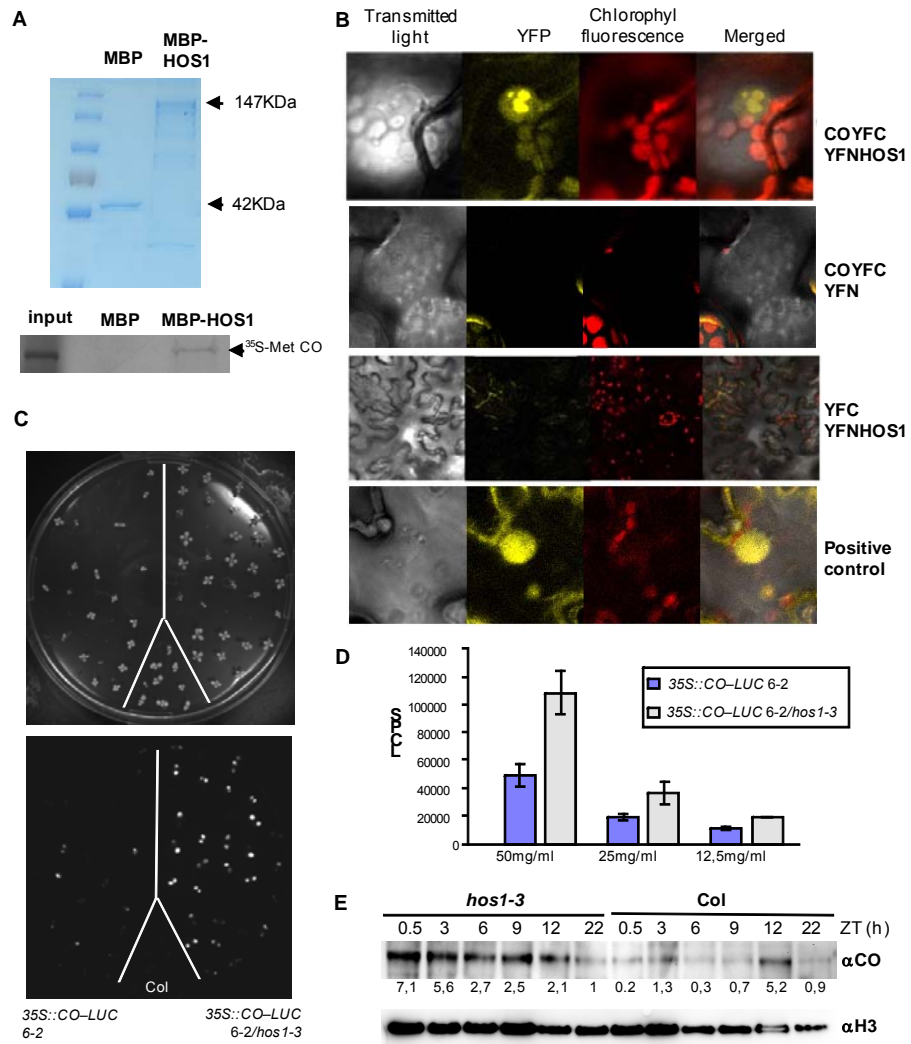 A
MBP
MBP-
HOS1
147KDa
42KDa
input
MBP
MBP-HOS1
³⁵S-Met CO
B
Transmitted
light
YFP
Chlorophyl
fluorescence
Merged
COYFC
YFNHOS1
COYFC
YFN
YFC
YFNHOS1
Positive
control
C
Col
35S::CO–LUC
6-2
35S::CO–LUC
6-2/hos1-3
D
140000
120000
100000
80000
60000
40000
20000
0
50mg/ml
25mg/ml
12,5mg/ml
35S::CO–LUC 6-2
35S::CO–LUC 6-2/hos1-3
E
hos1-3
Col
0.5 3 6 9 12 22 0.5 3 6 9 12 22 ZT (h)
αCO
7,1 5,6 2,7 2,5 2,1 1 0.2 1,3 0,3 0,7 5,2 0,9
αH3